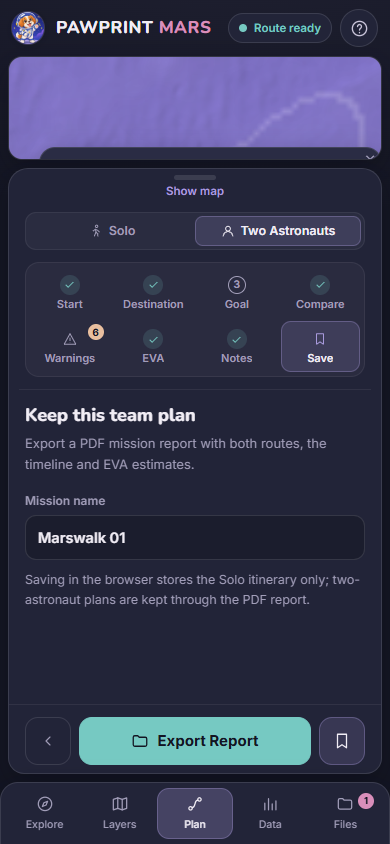 PAWPRINT MARS
Route ready
Show map
Solo
Two Astronauts
Start
Destination
3
Goal
Compare
6
Warnings
EVA
Notes
Save
Keep this team plan
Export a PDF mission report with both routes, the
timeline and EVA estimates.
Mission name
Marswalk 01
Saving in the browser stores the Solo itinerary only; two-
astronaut plans are kept through the PDF report.
Export Report
Explore
Layers
Plan
Data
Files
1